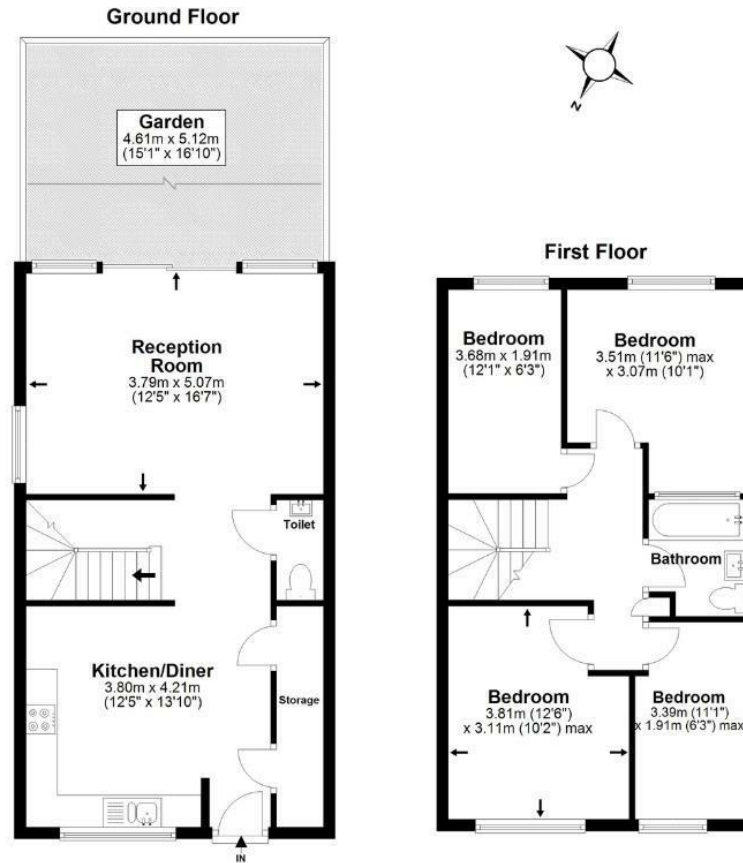 Ground Floor
Garden
4.61m x 5.12m
(15'1" x 16'10")
N
Reception
Room
3.79m x 5.07m
(12'5" x 16'7")
Toilet
Kitchen/Diner
3.80m x 4.21m
(12'5" x 13'10")
Storage
IN
First Floor
Bedroom
3.68m x 1.91m
(12'1" x 6'3")
Bedroom
3.51m (11'6") max
x 3.07m (10'1")
Bathroom
Bedroom
3.81m (12'6")
x 3.11m (10'2") max
Bedroom
3.39m (11'1")
x 1.91m (6'3") max